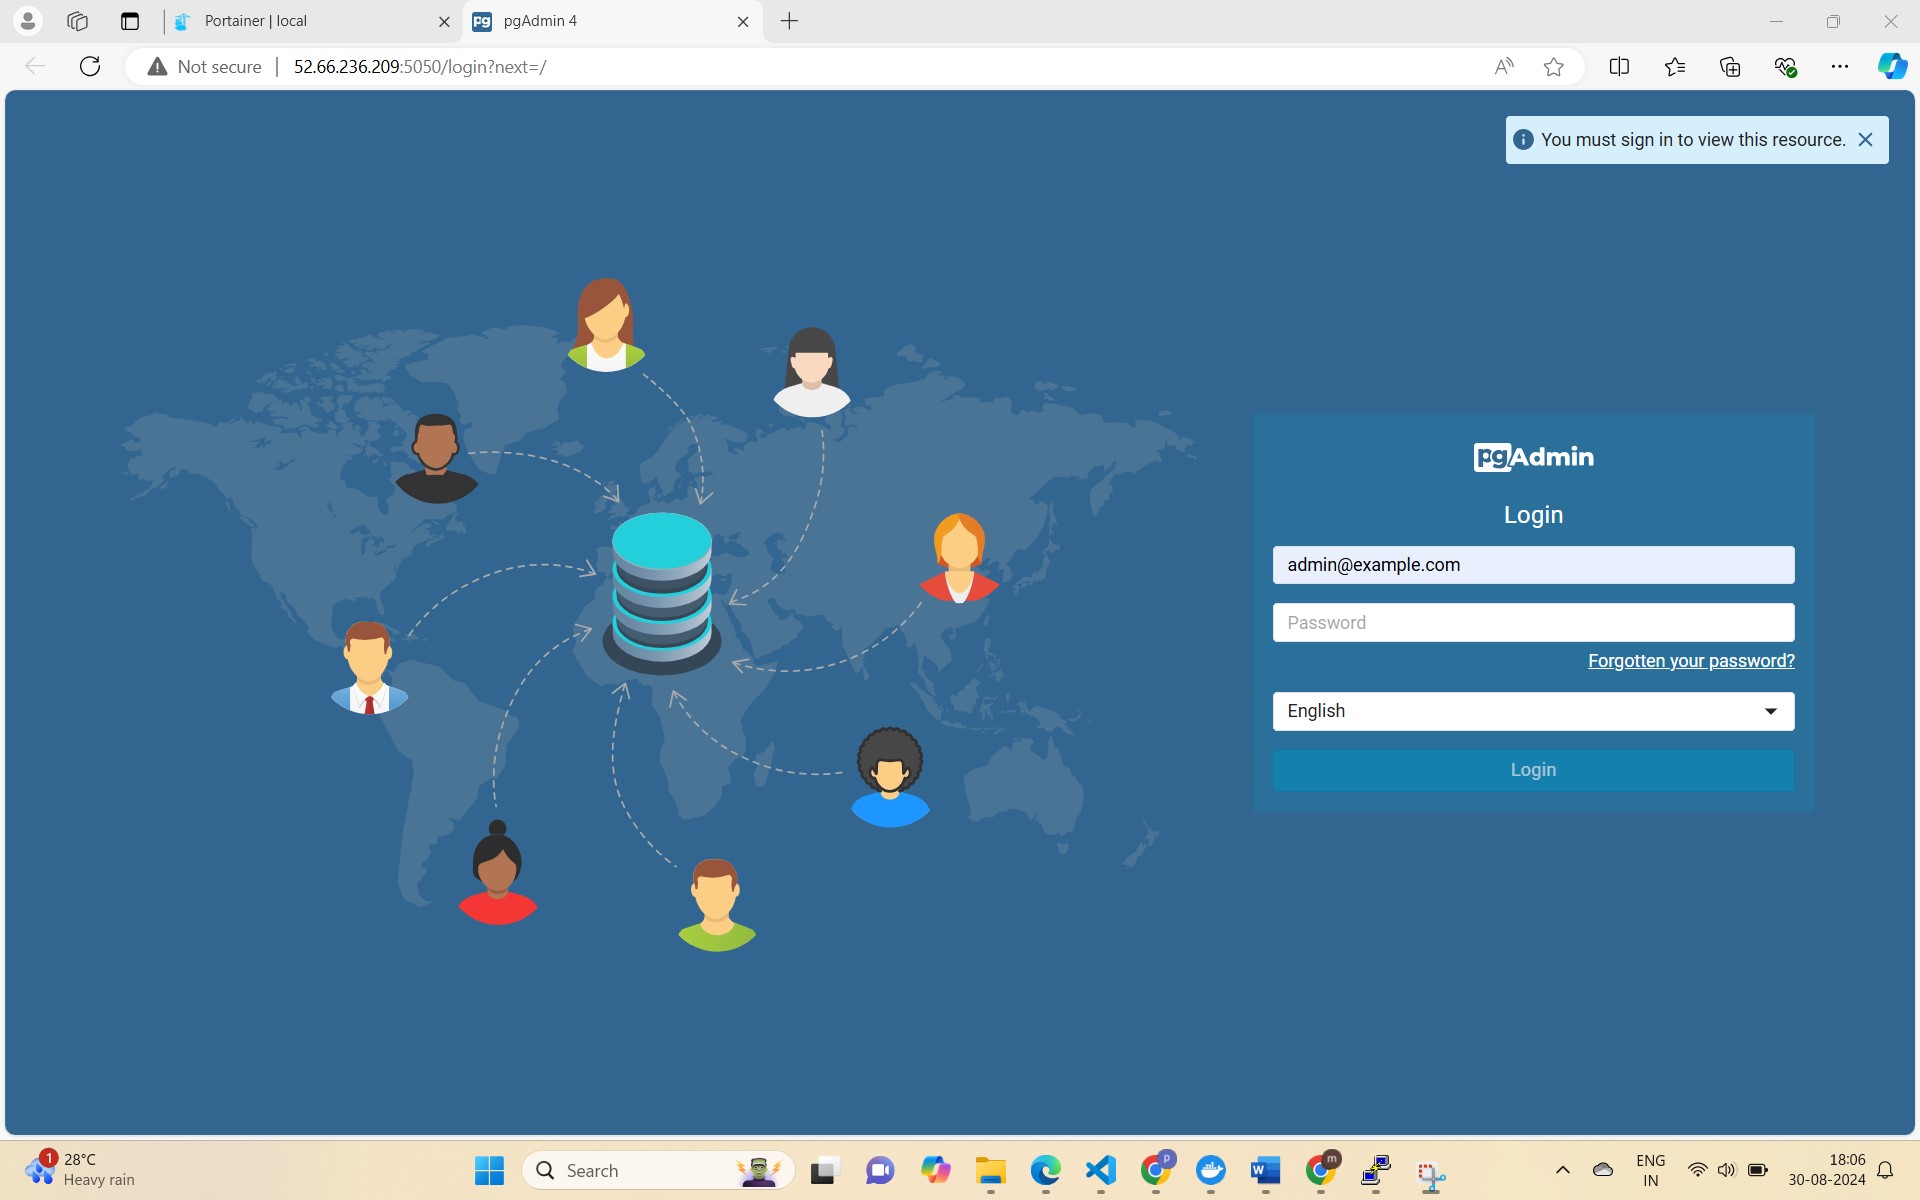 Portainer | local
pg pgAdmin 4
Not secure 52.66.236.209:5050/login?next=/
You must sign in to view this resource.
pgAdmin
Login
admin@example.com
Password
Forgotten your password?
English
Login
1
28°C
Heavy rain
Search
p
m
ENG
IN
18:06
30-08-2024